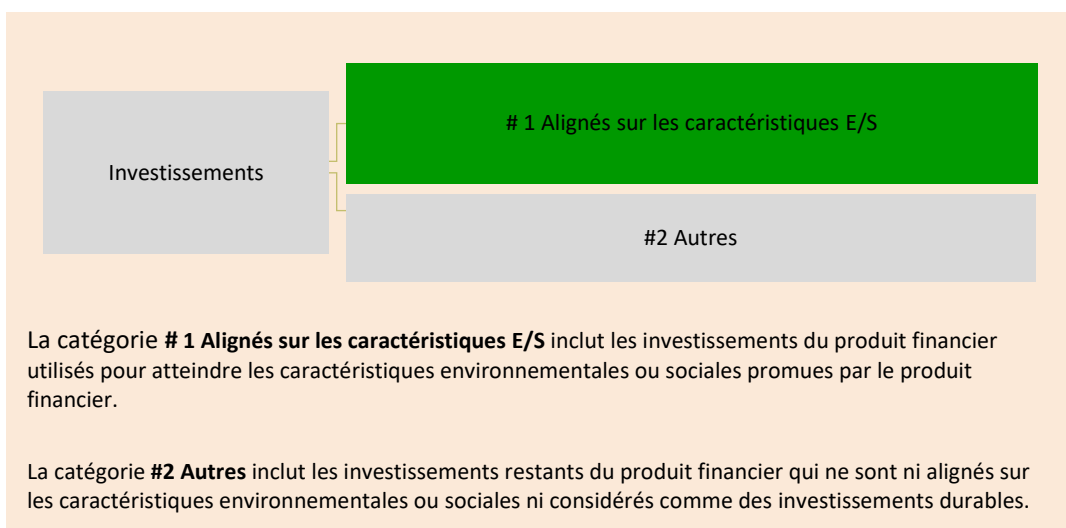 # 1 Alignés sur les caractéristiques E/S
Investissements
#2 Autres
La catégorie # 1 Alignés sur les caractéristiques E/S inclut les investissements du produit financier
utilisés pour atteindre les caractéristiques environnementales ou sociales promues par le produit
financier.
La catégorie #2 Autres inclut les investissements restants du produit financier qui ne sont ni alignés sur
les caractéristiques environnementales ou sociales ni considérés comme des investissements durables.